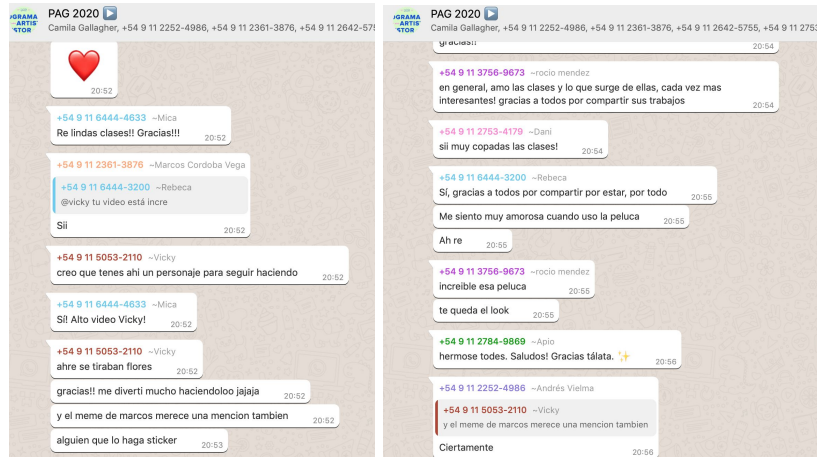 OGRAMA
ARTIS
STOR
PAG 2020
Camila Gallagher, +54 9 11 2252-4986, +54 9 11 2361-3876, +54 9 11 2642-575
20:52
+54 9 11 6444-4633 ~Mica
Re lindas clases!! Gracias!!!
20:52
+54 9 11 2361-3876 ~Marcos Cordoba Vega
+54 9 11 6444-3200 ~Rebeca
@vicky tu video está incre
Sii
20:52
+54 9 11 5053-2110 ~Vicky
creo que tenes ahi un personaje para seguir haciendo
20:52
+54 9 11 6444-4633 ~Mica
Sí! Alto video Vicky!
20:52
+54 9 11 5053-2110 ~Vicky
ahre se tiraban flores
20:52
gracias!! me diverti mucho haciendoloo jajaja
20:52
y el meme de marcos merece una mencion tambien
20:52
alguien que lo haga sticker
20:53
OGRAMA
ARTIS
STOR
PAG 2020
Camila Gallagher, +54 9 11 2252-4986, +54 9 11 2361-3876, +54 9 11 2642-5755, +54 9 11 2753
gracias!!
20:54
+54 9 11 3756-9673 ~rocio mendez
en general, amo las clases y lo que surge de ellas, cada vez mas
interesantes! gracias a todos por compartir sus trabajos
20:54
+54 9 11 2753-4179 ~Dani
sii muy copadas las clases!
20:54
+54 9 11 6444-3200 ~Rebeca
Sí, gracias a todos por compartir por estar, por todo
20:55
Me siento muy amorosa cuando uso la peluca
20:55
Ah re
20:55
+54 9 11 3756-9673 ~rocio mendez
increible esa peluca
20:55
te queda el look
20:55
+54 9 11 2784-9869 ~Apio
hermose todes. Saludos! Gracias tálata. ✨
20:56
+54 9 11 2252-4986 ~Andrés Vielma
+54 9 11 5053-2110 ~Vicky
y el meme de marcos merece una mencion tambien
Ciertamente
20:56